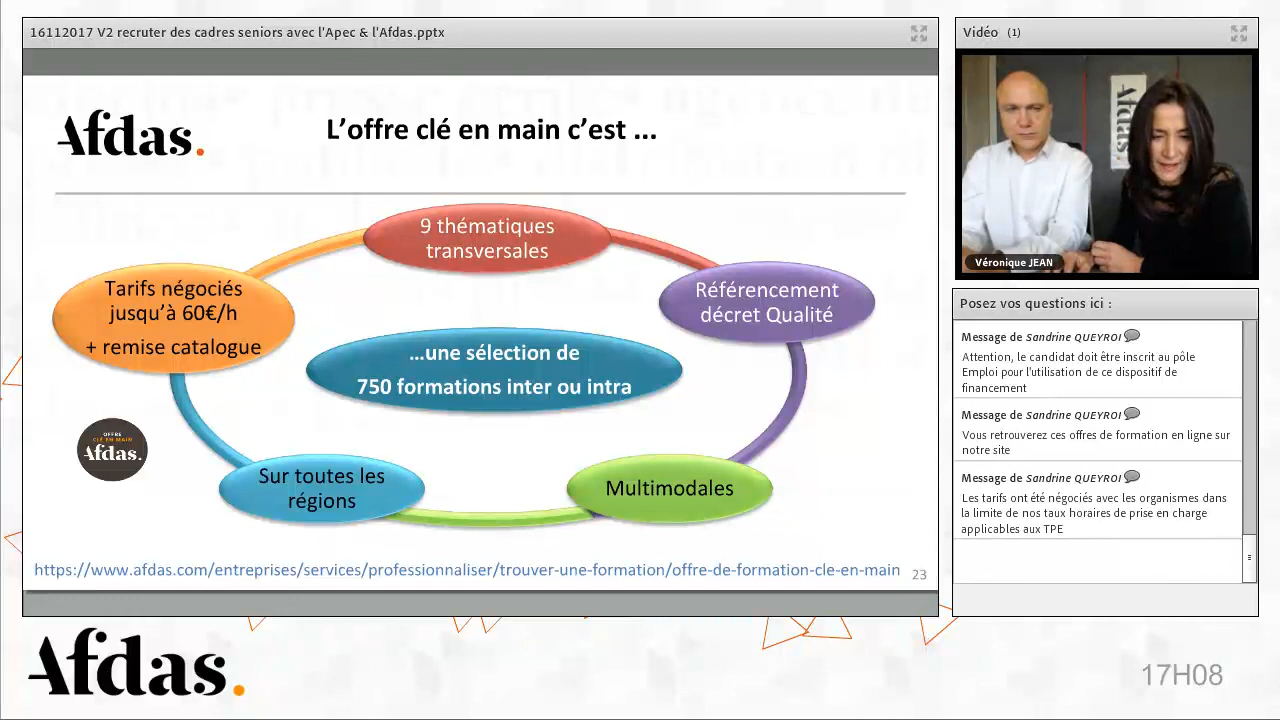 16112017 V2 recruter des cadres seniors avec l'Apec & l'Afdas.pptx
Afdas.
L'offre clé en main c'est ...
9 thématiques
transversales
Tarifs négociés
jusqu'à 60€/h
+ remise catalogue
Référencement
décret Qualité
...une sélection de
750 formations inter ou intra
OFFRE
CLÉ EN MAIN
Afdas.
Sur toutes les
régions
Multimodales
https://www.afdas.com/entreprises/services/professionnaliser/trouver-une-formation/offre-de-formation-cle-en-main
23
Vidéo (1)
Afdas.
Véronique JEAN
Posez vos questions ici :
Message de Sandrine QUEYROI
Attention, le candidat doit être inscrit au pôle
Emploi pour l'utilisation de ce dispositif de
financement
Message de Sandrine QUEYROI
Vous retrouverez ces offres de formation en ligne sur
notre site
Message de Sandrine QUEYROI
Les tarifs ont été négociés avec les organismes dans
la limite de nos taux horaires de prise en charge
applicables aux TPE
Afdas.
17H08